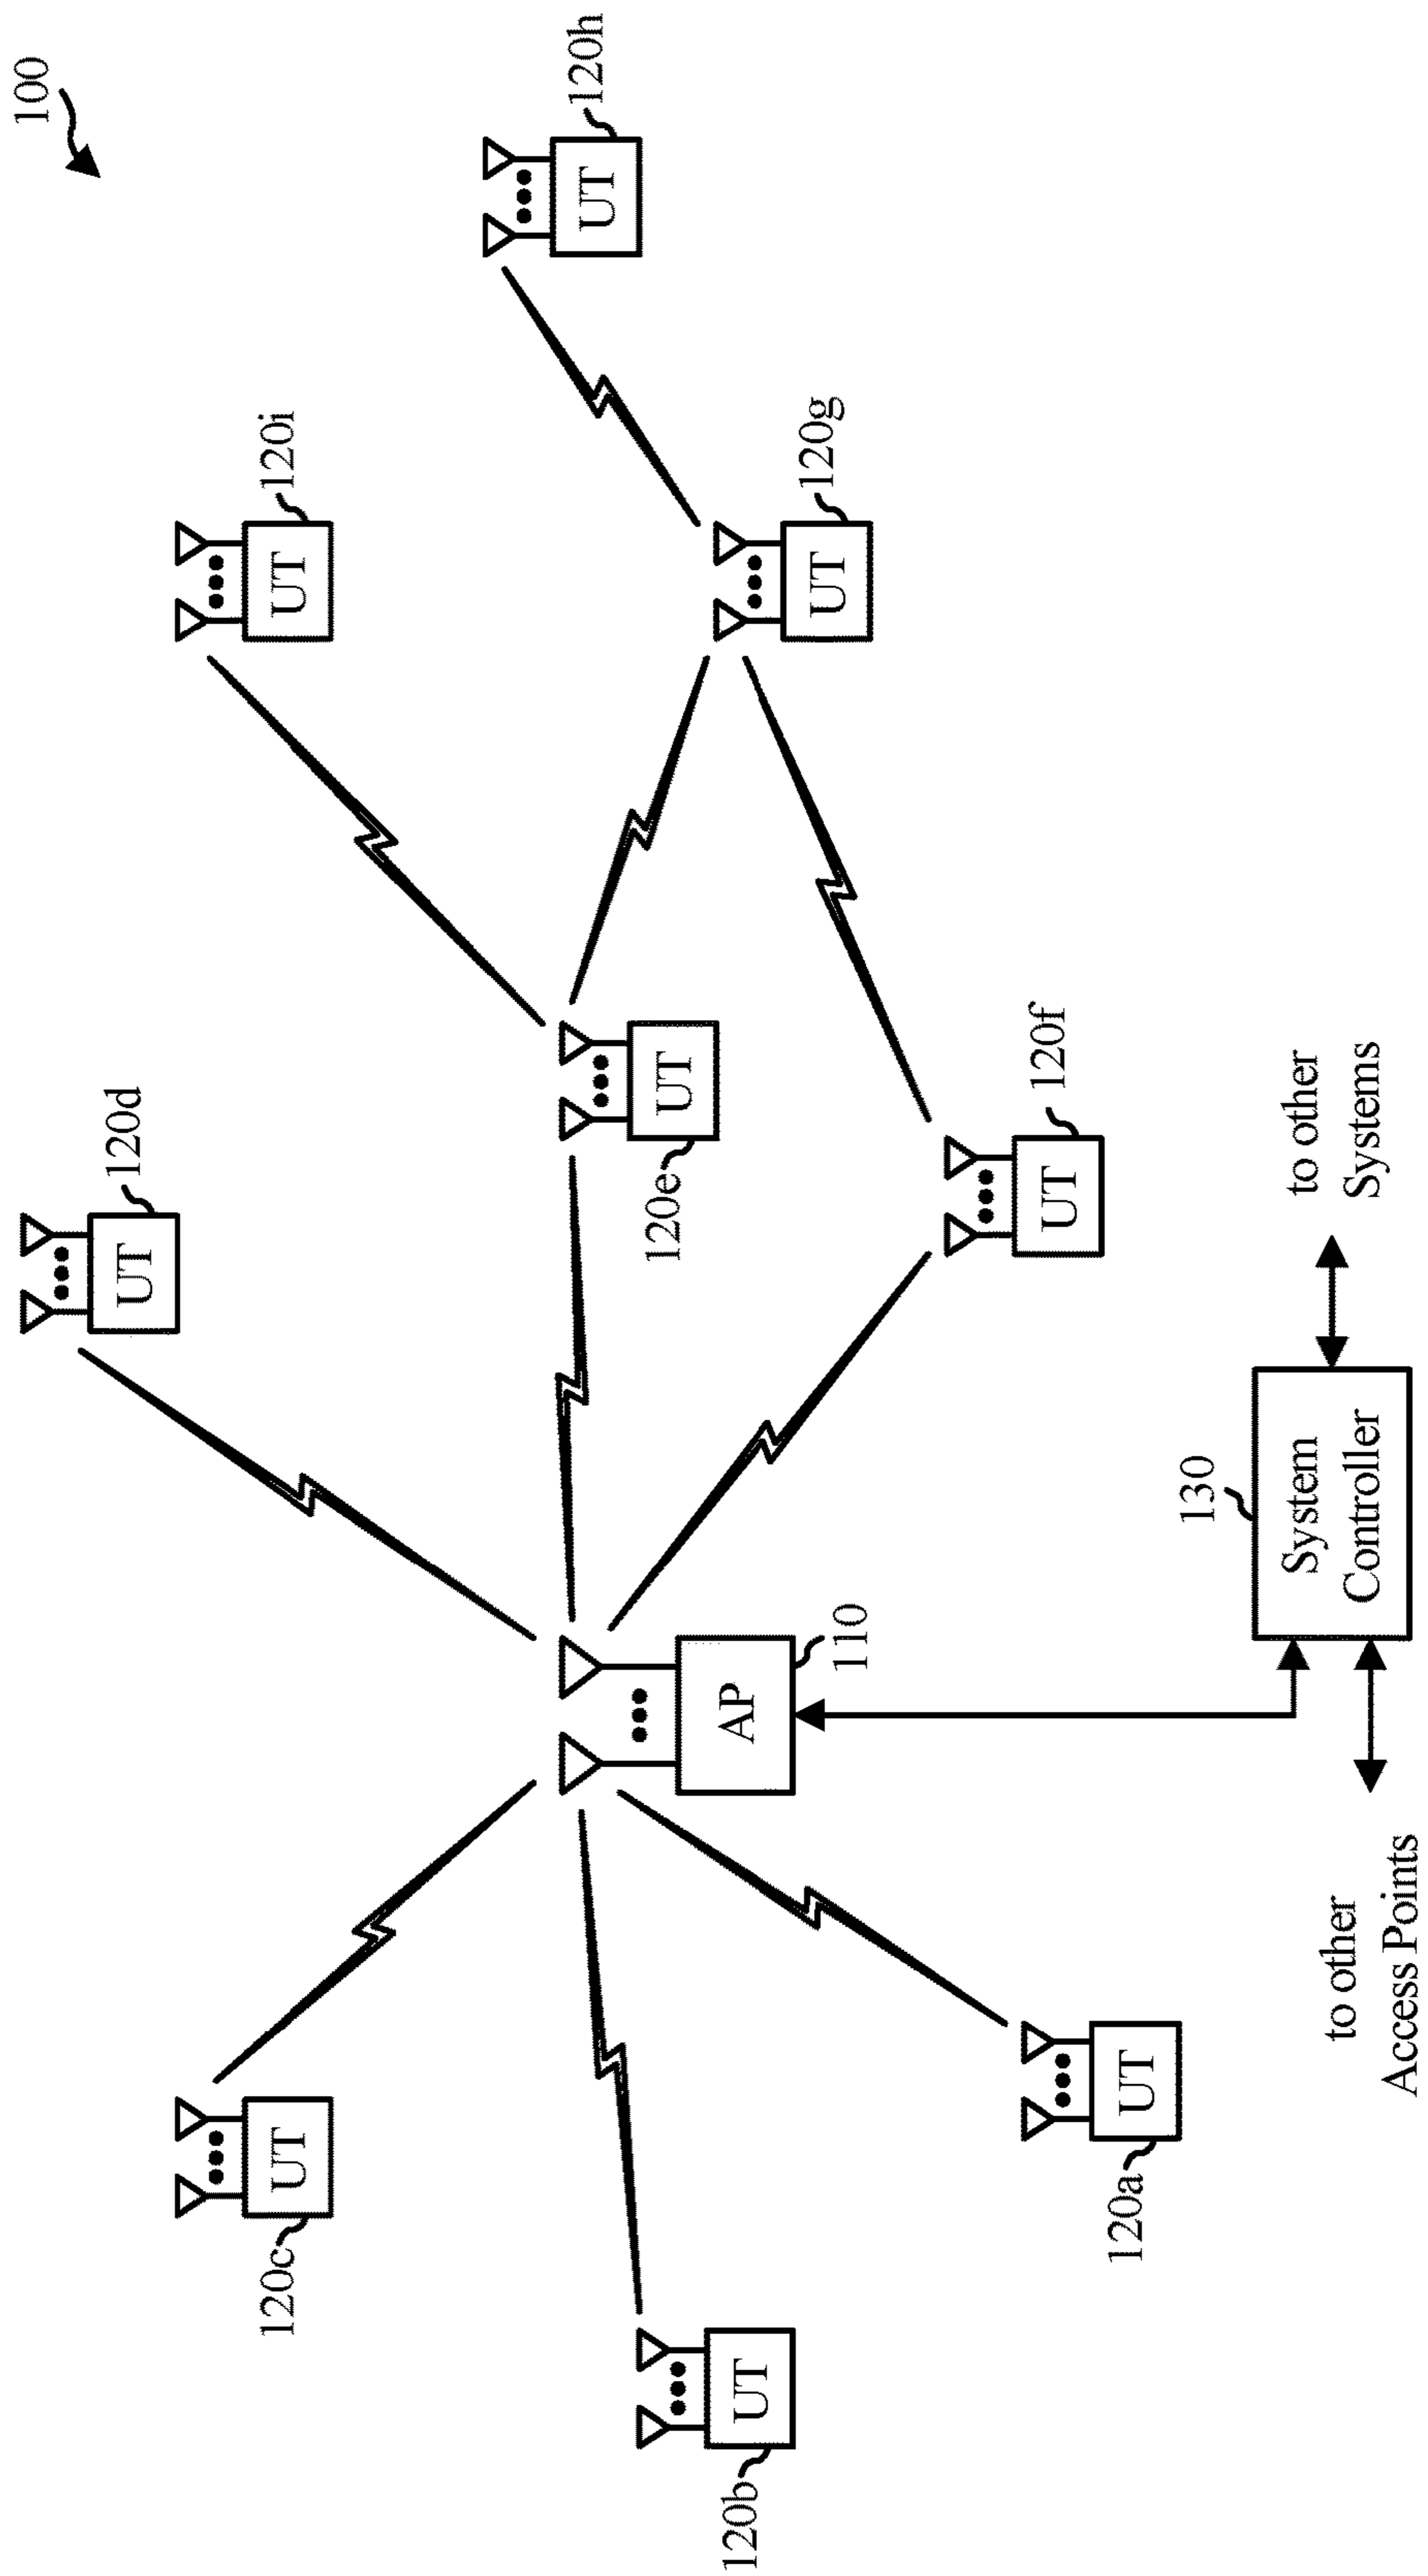 100
UT
120d
UT
120c
UT
120i
UT
120h
AP
110
UT
120e
UT
120b
UT
120g
UT
120f
UT
120a
130
System
Controller
to other
Systems
to other
Access Points